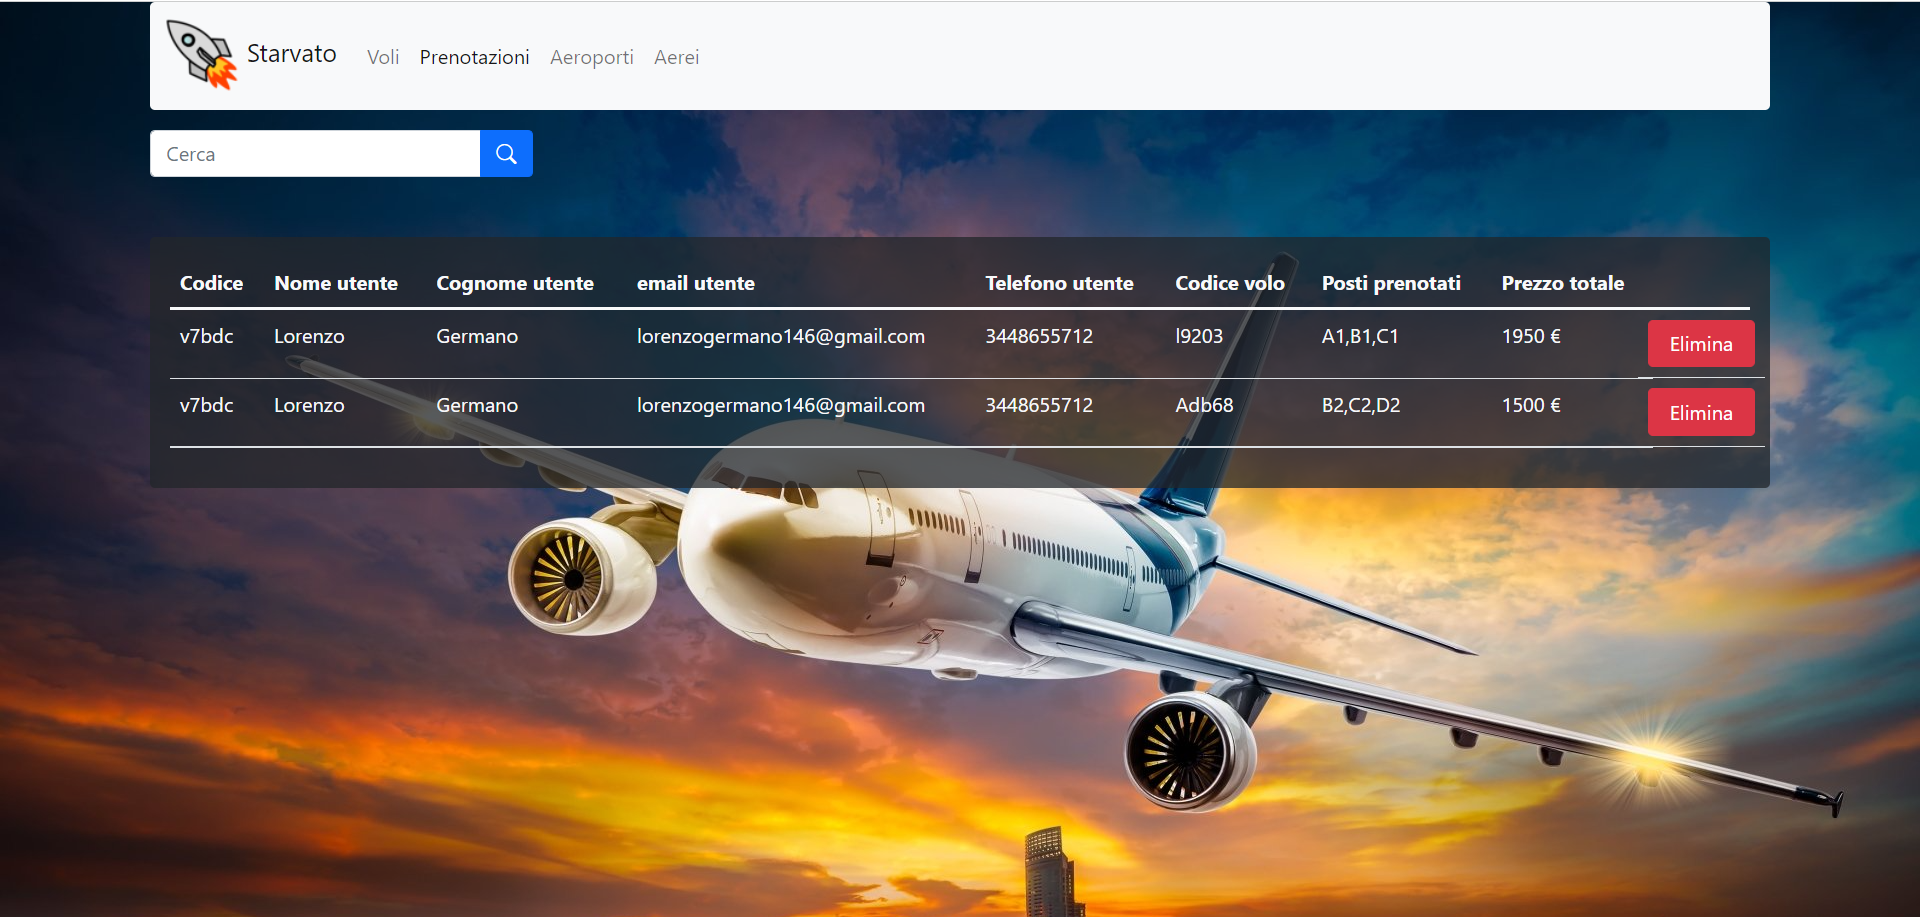 Starvato Voli Prenotazioni Aeroporti Aerei
Cerca
Codice Nome utente Cognome utente email utente Telefono utente Codice volo Posti prenotati Prezzo totale
v7bdc Lorenzo Germano lorenzogermano146@gmail.com 3448655712 l9203 A1,B1,C1 1950 € Elimina
v7bdc Lorenzo Germano lorenzogermano146@gmail.com 3448655712 Adb68 B2,C2,D2 1500 € Elimina